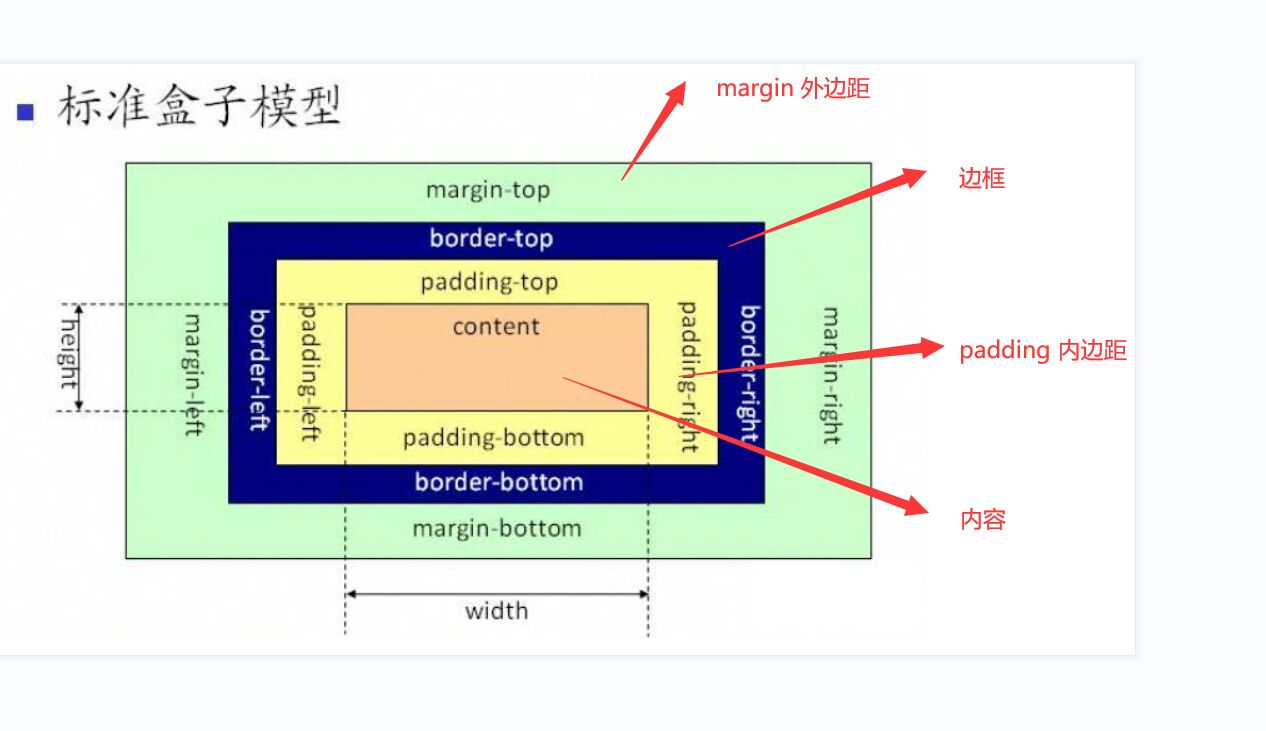 标准盒子模型
margin 外边距
边框
margin-top
border-top
padding-top
content
height
margin-left
border-left
padding-left
padding-right
border-right
margin-right
padding 内边距
padding-bottom
border-bottom
margin-bottom
内容
width